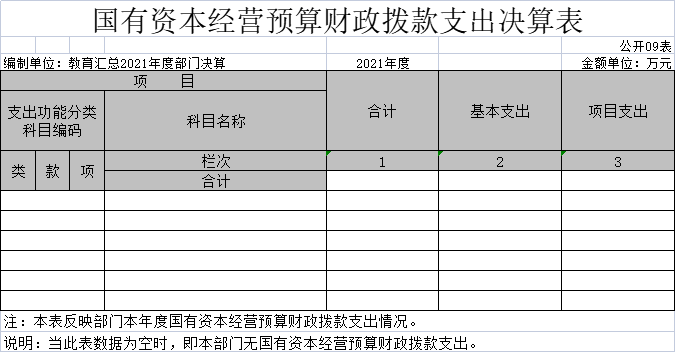 国有资本经营预算财政拨款支出决算表
公开09表
编制单位：教育汇总2021年度部门决算 2021年度 金额单位：万元
项 目
合计 基本支出 项目支出
支出功能分类
科目编码
科目名称
类 款 项
栏次 1 2 3
合计
注：本表反映部门本年度国有资本经营预算财政拨款支出情况。
说明：当此表数据为空时，即本部门无国有资本经营预算财政拨款支出。